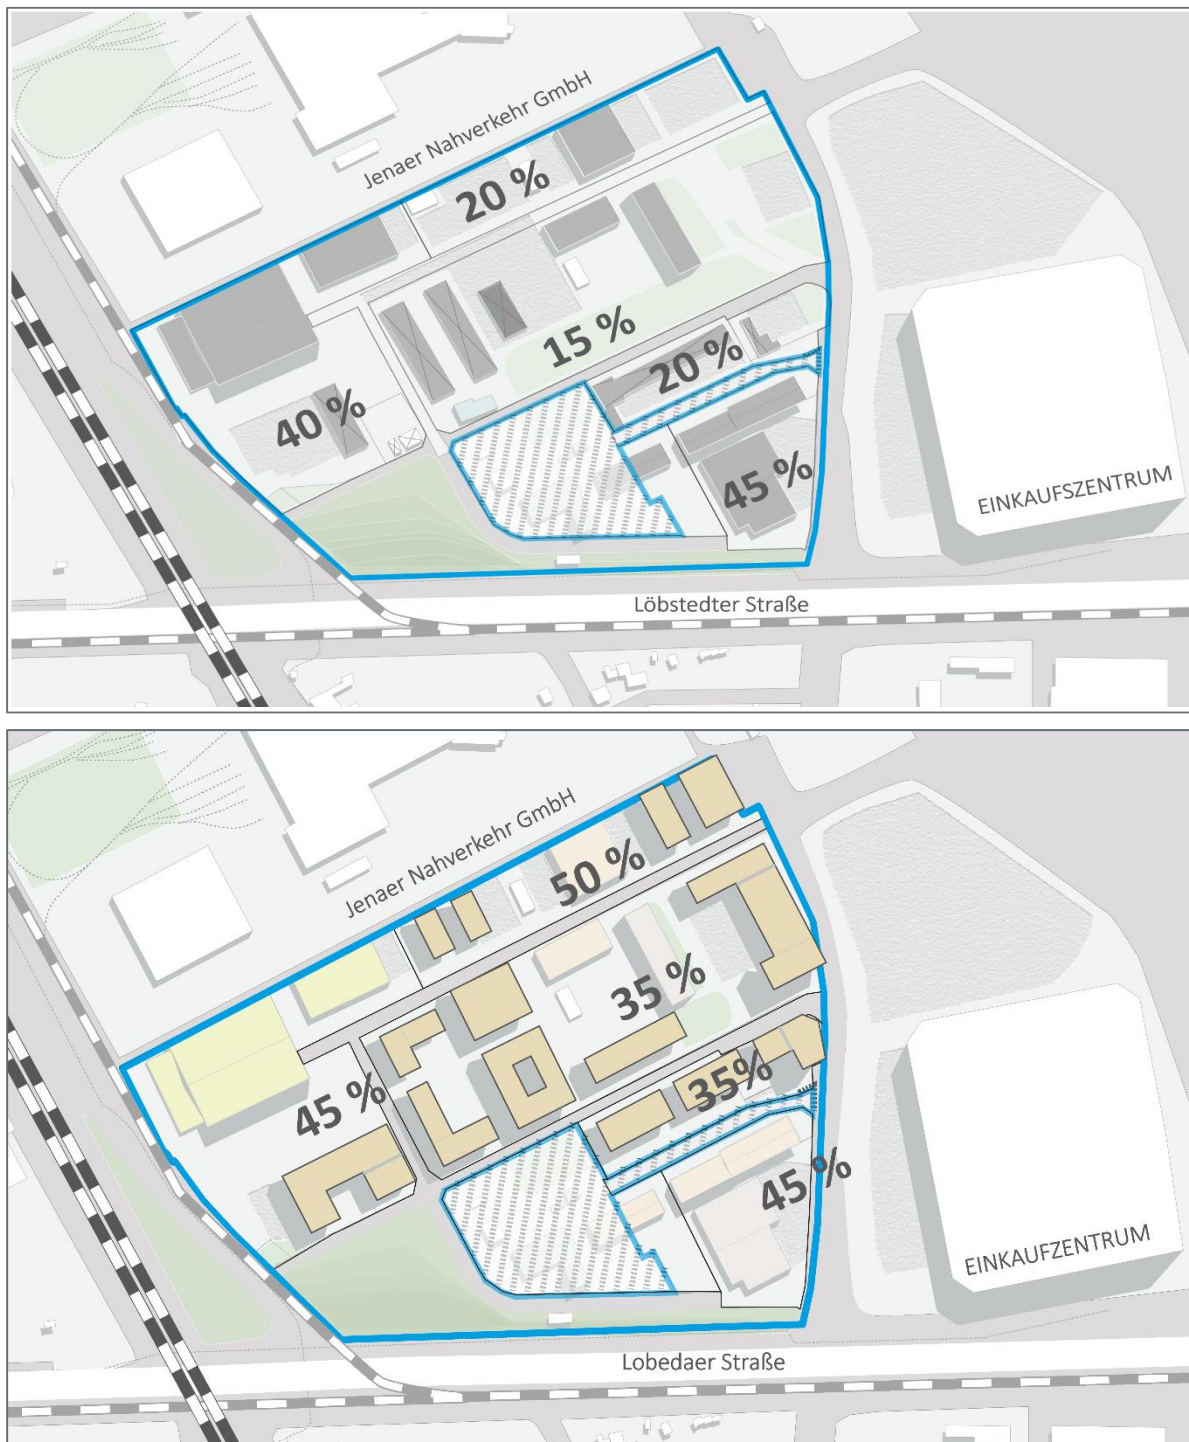 Jenaer Nahverkehr GmbH
20 %
15 %
20 %
40 %
45 %
EINKAUFSZENTRUM
Löbstedter Straße
Jenaer Nahverkehr GmbH
50 %
35 %
35%
45 %
45 %
EINKAUFZENTRUM
Lobedaer Straße